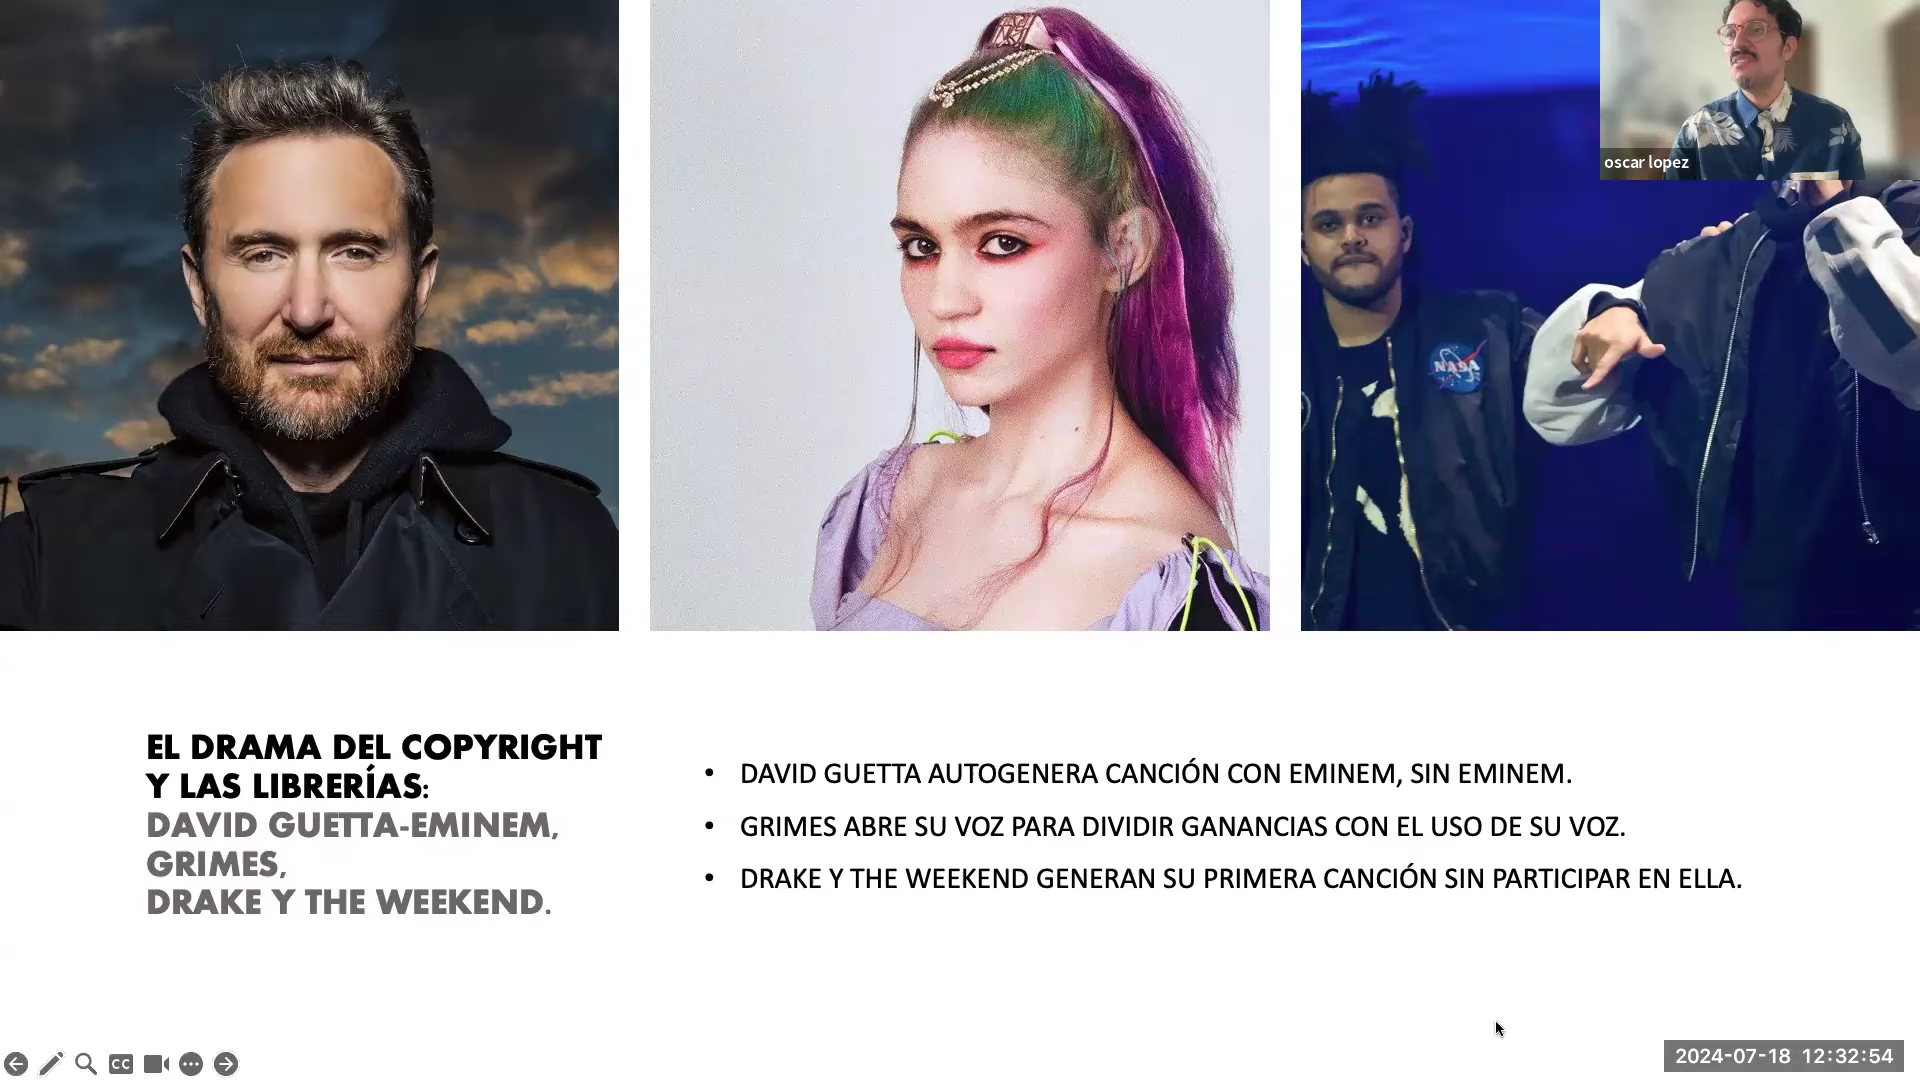 oscar lopez
NASA
EL DRAMA DEL COPYRIGHT
Y LAS LIBRERÍAS:
DAVID GUETTA-EMINEM,
GRIMES,
DRAKE Y THE WEEKEND.
• DAVID GUETTA AUTOGENERA CANCIÓN CON EMINEM, SIN EMINEM.
• GRIMES ABRE SU VOZ PARA DIVIDIR GANANCIAS CON EL USO DE SU VOZ.
• DRAKE Y THE WEEKEND GENERAN SU PRIMERA CANCIÓN SIN PARTICIPAR EN ELLA.
CC
2024-07-18 12:32:54